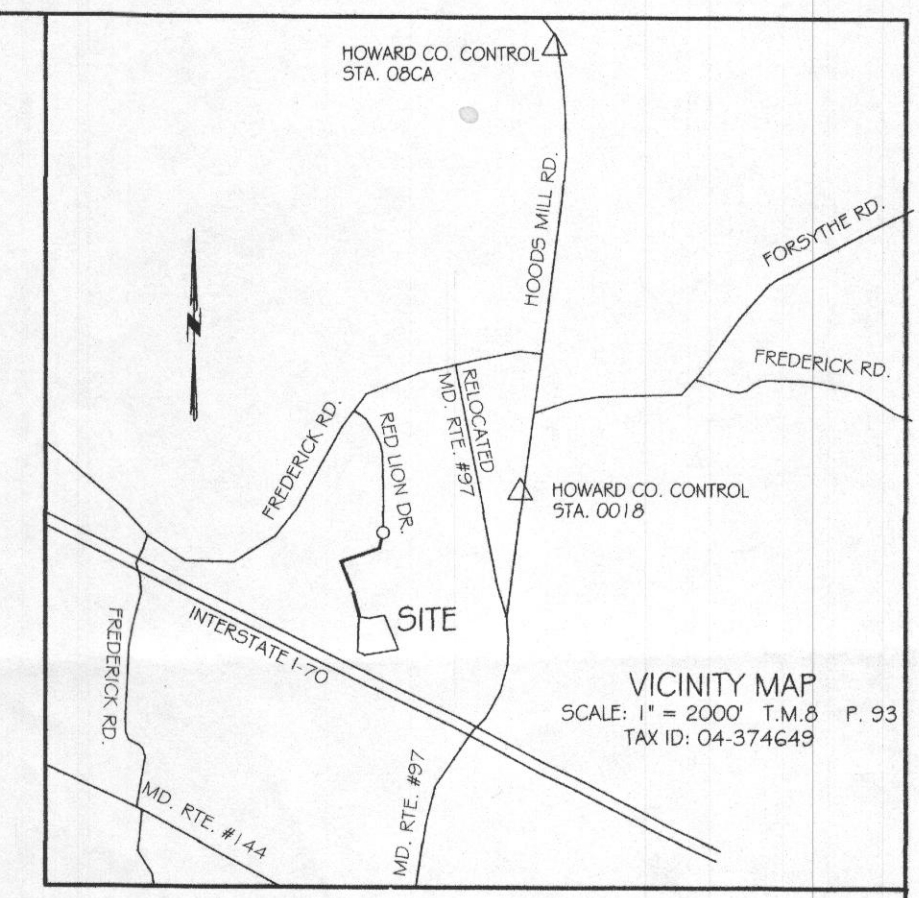 HOWARD CO. CONTROL
STA. 08CA
HOODS MILL RD.
FORSYTHE RD.
FREDERICK RD.
N
FREDERICK RD.
RED LION DR.
RELOCATED
MD. RTE. #97
HOWARD CO. CONTROL
STA. 0018
SITE
INTERSTATE I-70
FREDERICK RD.
VICINITY MAP
SCALE: 1" = 2000' T.M.8 P. 93
TAX ID: 04-374649
MD. RTE. #97
MD. RTE. #144